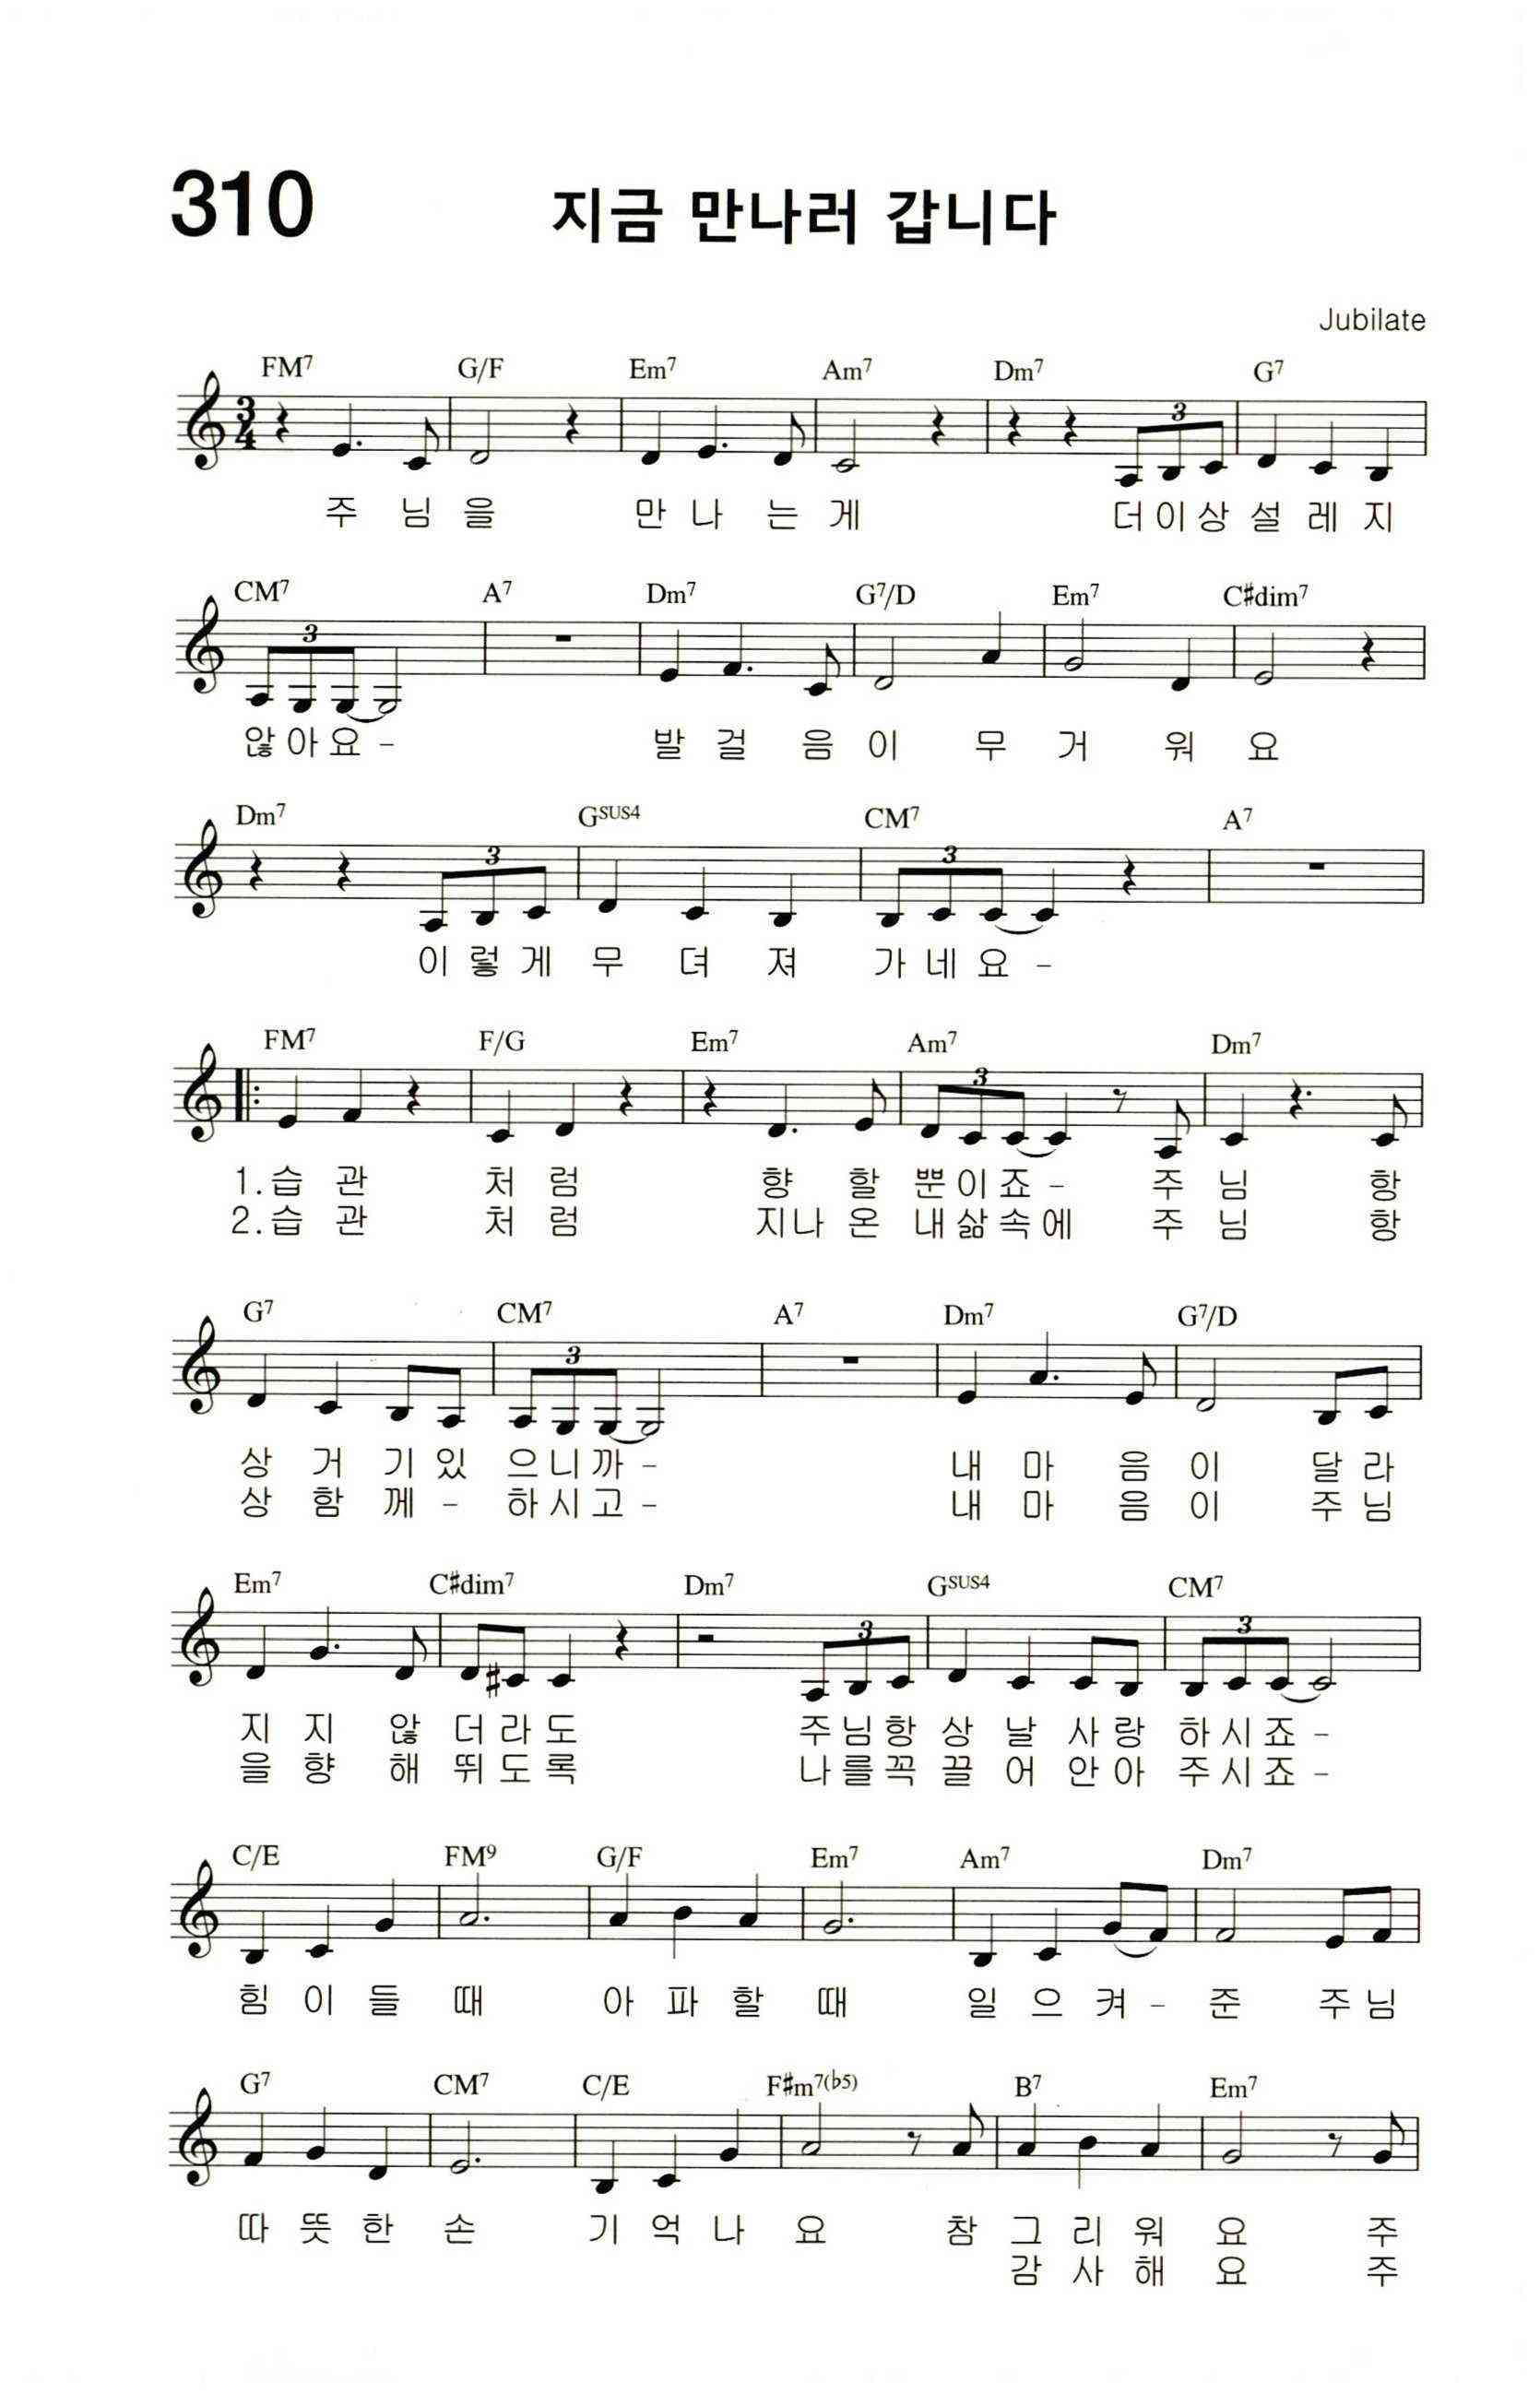 310 지금 만나러 갑니다
Jubilate
FM7 G/F Em7 Am7 Dm7 G7
3/4 3
주 님 을 만 나 는 게 더 이 상 설 레 지
CM7 A7 Dm7 G7/D Em7 C#dim7
3
않 아 요 - 발 걸 음 이 무 거 워 요
Dm7 GSUS4 CM7 A7
3 3
이 렇 게 무 뎌 져 가 네 요 -
FM7 F/G Em7 Am7 Dm7
3
1. 습 관 처 럼 향 할 뿐 이 죠 - 주 님 항
2. 습 관 처 럼 지 나 온 내 삶 속 에 주 님 항
G7 CM7 A7 Dm7 G7/D
3
상 거 기 있 으 니 까 - 내 마 음 이 달 라
상 함 께 - 하 시 고 - 내 마 음 이 주 님
Em7 C#dim7 Dm7 GSUS4 CM7
3 3
지 지 않 더 라 도 주 님 항 상 날 사 랑 하 시 죠 -
을 향 해 뛰 도 록 나 를 꼭 끌 어 안 아 주 시 죠 -
C/E FM9 G/F Em7 Am7 Dm7
힘 이 들 때 아 파 할 때 일 으 켜 - 준 주 님
G7 CM7 C/E F#m7(b5) B7 Em7
따 뜻 한 손 기 억 나 요 참 그 리 워 요 주
감 사 해 요 주